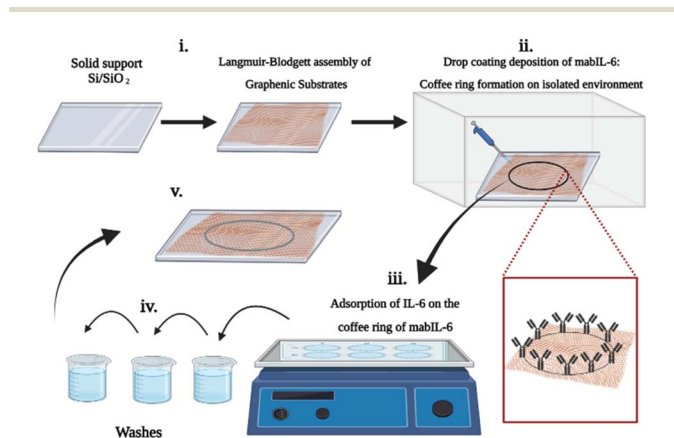 i.
Solid support
Si/SiO₂
Langmuir-Blodgett assembly of
Graphenic Substrates
ii.
Drop coating deposition of mabIL-6:
Coffee ring formation on isolated environment
v.
iii.
Adsorption of IL-6 on the
coffee ring of mabIL-6
iv.
Washes